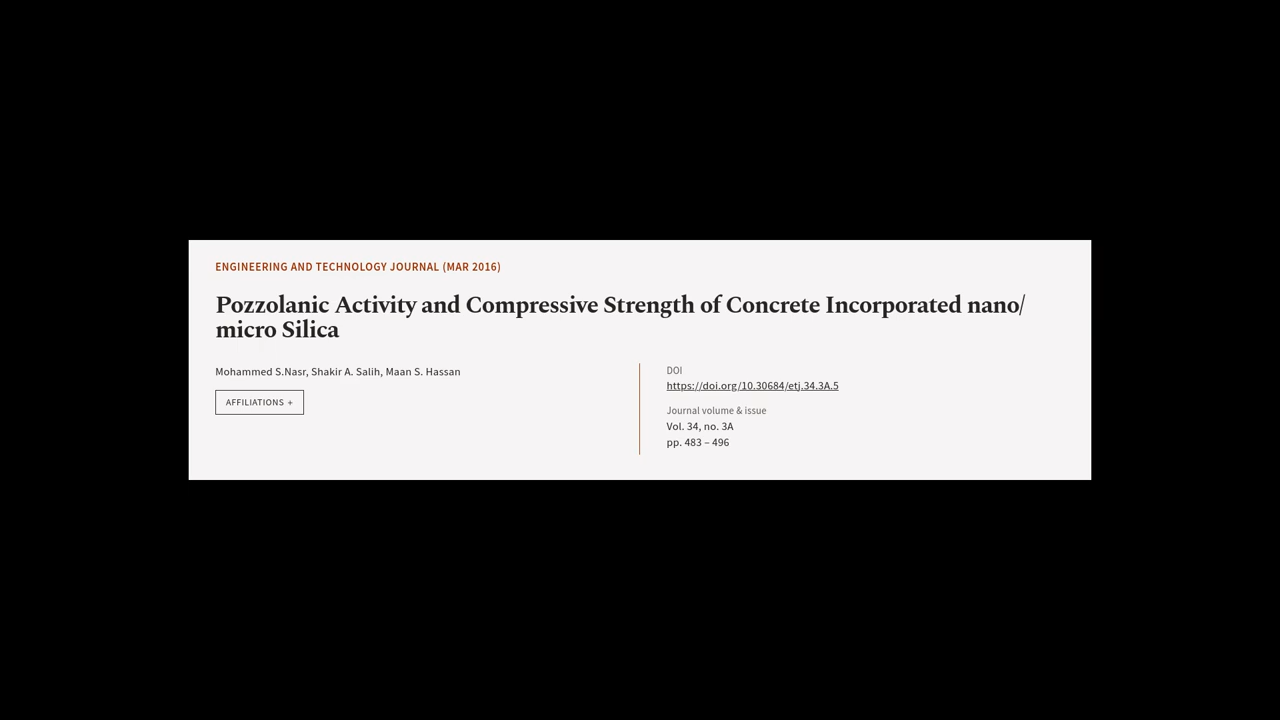 ENGINEERING AND TECHNOLOGY JOURNAL (MAR 2016)
Pozzolanic Activity and Compressive Strength of Concrete Incorporated nano/
micro Silica
Mohammed S.Nasr, Shakir A. Salih, Maan S. Hassan
AFFILIATIONS +
DOI
https://doi.org/10.30684/etj.34.3A.5
Journal volume & issue
Vol. 34, no. 3A
pp. 483 – 496